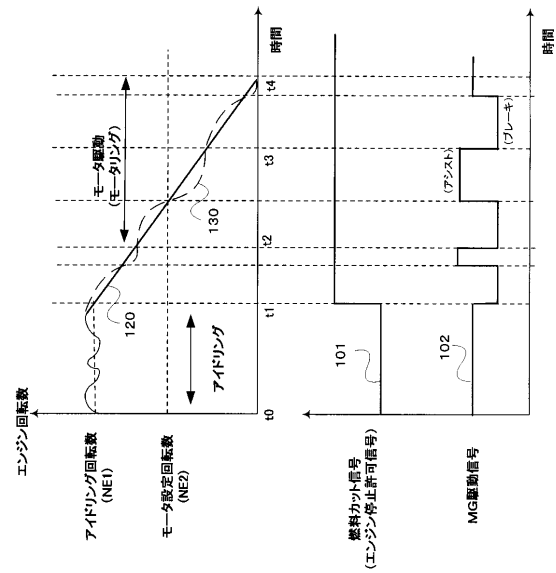 エンジン回転数
アイドリング回転数
(NE1)
モータ設定回転数
(NE2)
モータ駆動
(モータリング)
120
130
アイドリング
t0
t1
t2
t3
t4
時間
燃料カット信号
(エンジン停止許可信号)
101
MG駆動信号
102
(アシスト)
(ブレーキ)
時間